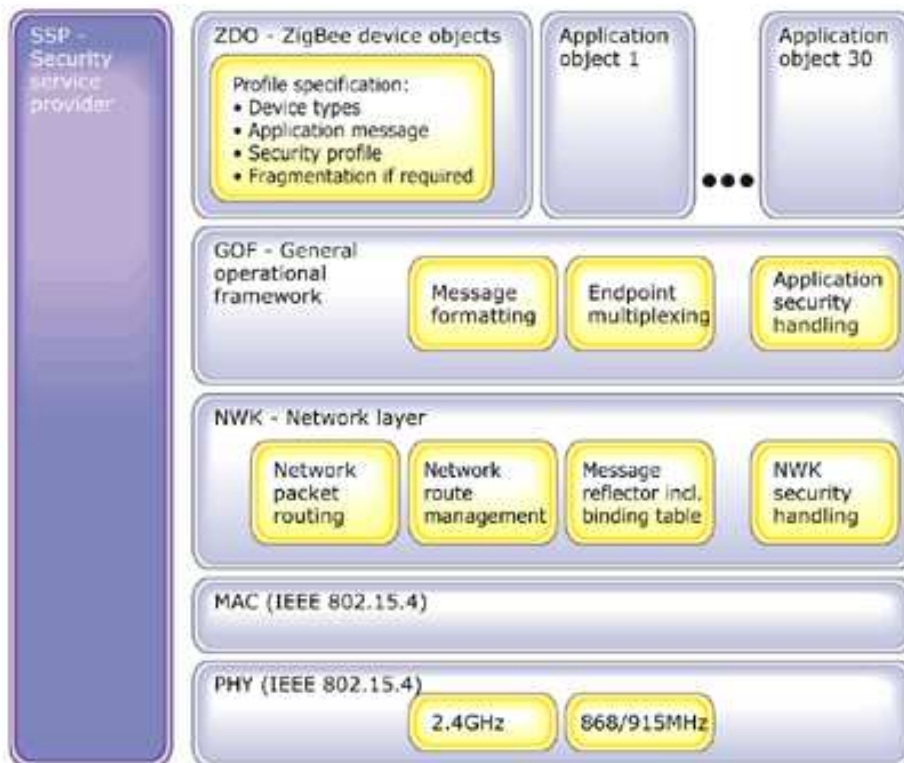 SSP -
Security
service
provider
ZDO - ZigBee device objects
Profile specification:
• Device types
• Application message
• Security profile
• Fragmentation if required
Application
object 1
Application
object 30
GOF - General
operational
framework
Message
formatting
Endpoint
multiplexing
Application
security
handling
NWK - Network layer
Network
packet
routing
Network
route
management
Message
reflector incl.
binding table
NWK
security
handling
MAC (IEEE 802.15.4)
PHY (IEEE 802.15.4)
2.4GHz
868/915MHz